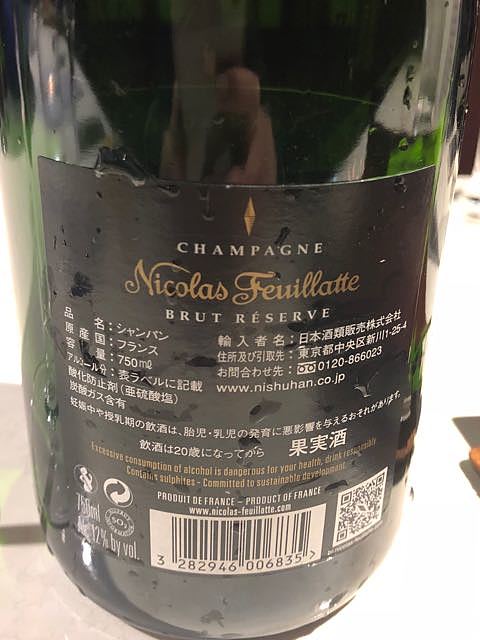 CHAMPAGNE
Nicolas Feuillatte
BRUT RÉSERVE
品名：シャンパン
原産国：フランス
容量：750mℓ
アルコール分：壺ラベルに記載
酸化防止剤（亜硫酸塩）
炭酸ガス含有
輸入者名：日本酒類販売株式会社
住所及び引取先：東京都中央区新川1-25-4
お問合わせ先：0120-866023
www.nishuhan.co.jp
妊娠中や授乳期の飲酒は、胎児・乳児の発育に悪影響を与えるおそれがあります。
飲酒は20歳になってから 果実酒
Excessive consumption of alcohol is dangerous for your health, drink responsibly
Contains sulphites - Committed to sustainable development.
PRODUIT DE FRANCE - PRODUCT OF FRANCE
www.nicolas-feuillatte.com
750ml
Alc 12% by vol.
3 282946 006835 >